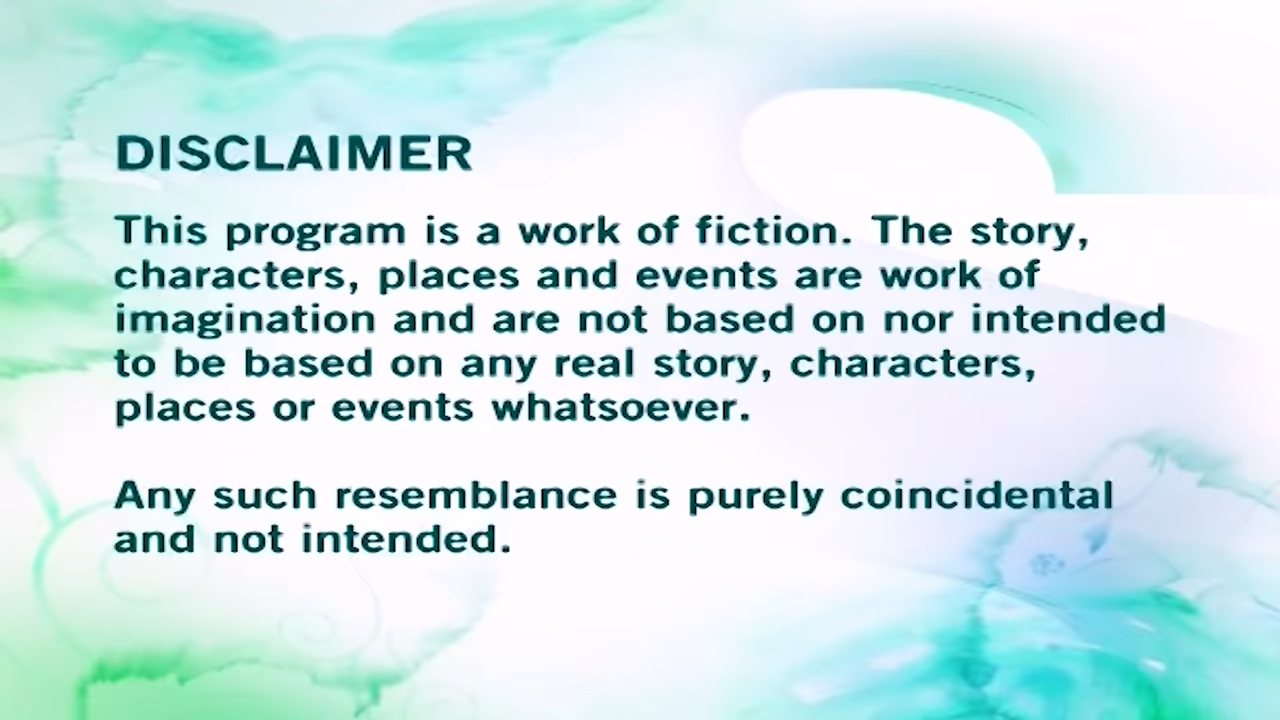 DISCLAIMER
This program is a work of fiction. The story,
characters, places and events are work of
imagination and are not based on nor intended
to be based on any real story, characters,
places or events whatsoever.
Any such resemblance is purely coincidental
and not intended.